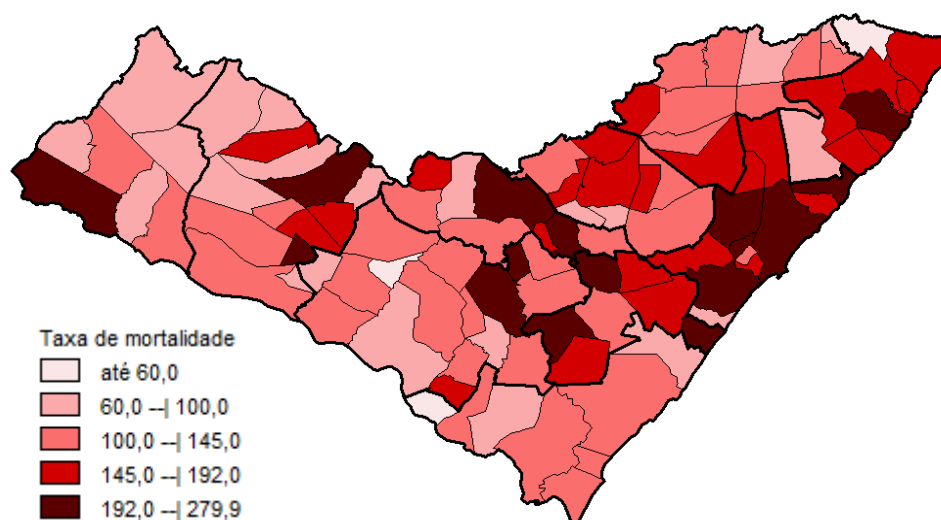 Taxa de mortalidade
até 60,0
60,0 --| 100,0
100,0 --| 145,0
145,0 --| 192,0
192,0 --| 279,9